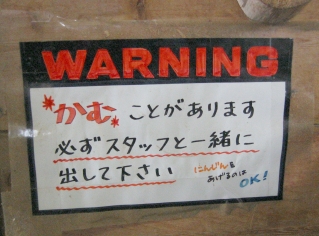 WARNING
*かむ* ことがあります
必ずスタッフと一緒に
出して下さい にんじんを
あげるのは OK!